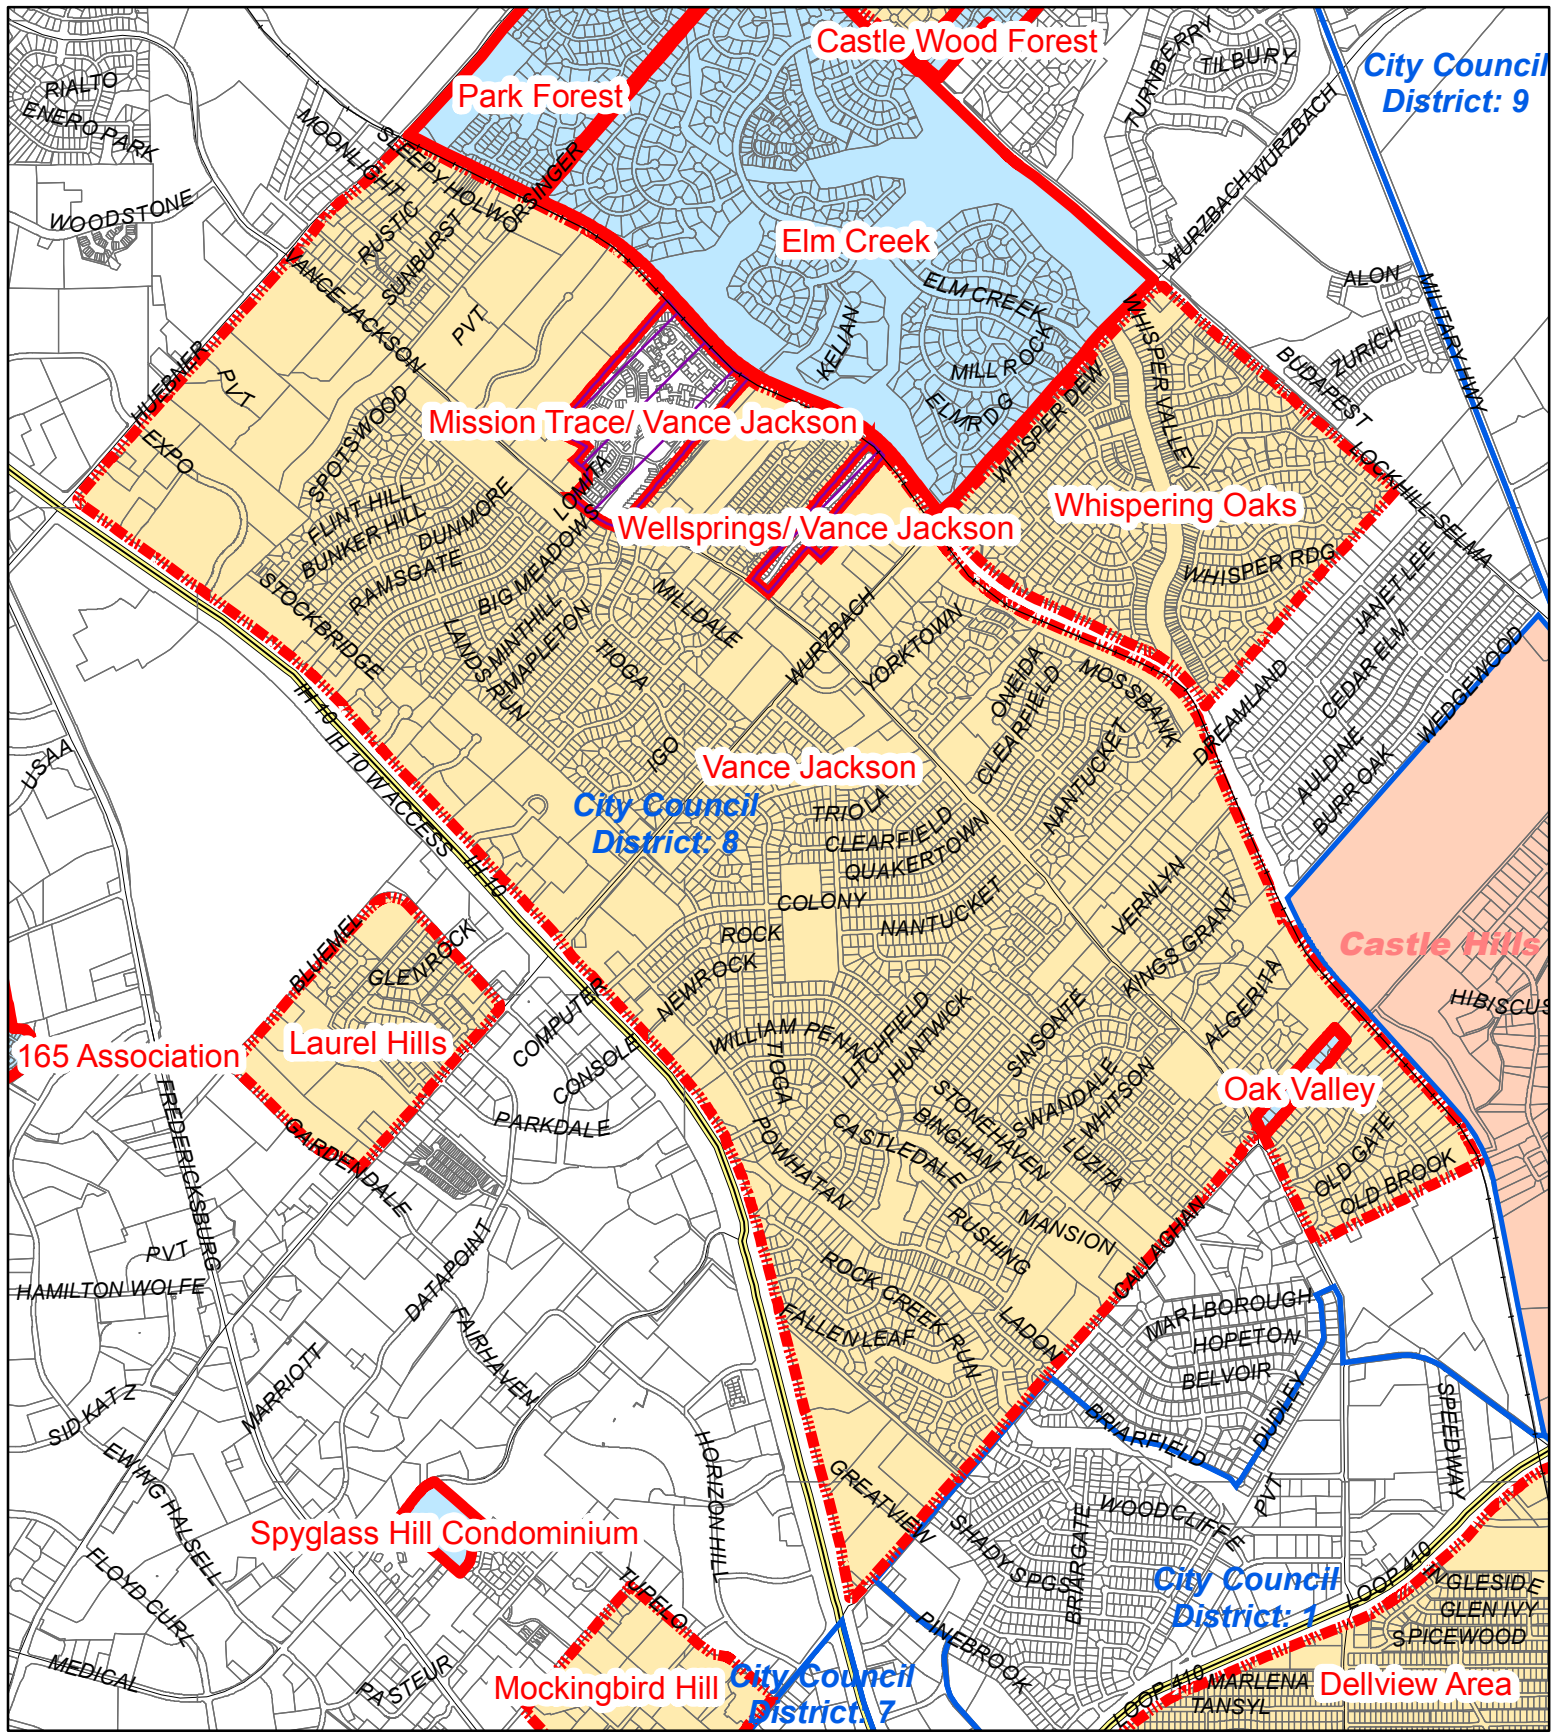 Castle Wood Forest
TURNBERRY
TILBURY
City Council
District: 9
RIALTO
ENERO PARK
Park Forest
MOONLIGHT
SLEEPY HOLW
ORSINGER
WURZBACH
WURZBACH
WURZBACH
WOODSTONE
RUSTIC
SUNBURST
Elm Creek
ALON
MILITARY HWY
VANCE JACKSON
PVT
ELM CREEK
KELIAN
MILL ROCK
ELMRDG
WHISPER VALLEY
WHISPER DEW
BUDAPEST
ZURICH
HUEBNER
PVT
EXPO
SPOTSWOOD
Mission Trace/ Vance Jackson
LOMITA
LOCKHILL SELMA
Whispering Oaks
Wellsprings/ Vance Jackson
FLINT HILL
BUNKER HILL
DUNMORE
RAMSGATE
BIG MEADOWS
STOCKBRIDGE
MINTHILL
MAPLETON
LANDS RUN
MILLDALE
TIOGA
WURZBACH
YORKTOWN
WHISPER RDG
JANET LEE
CEDAR ELM
WEDGEWOOD
ONEIDA
CLEARFIELD
MOSSBANK
DREAMLAND
AULDINE
BURR OAK
IH 10
IH 10 W ACCESS
IH 10
USAA
IGO
Vance Jackson
NANTUCKET
City Council
District: 8
TRIOLA
CLEARFIELD
QUAKERTOWN
COLONY
NANTUCKET
VERNLYN
KINGS GRANT
ROCK
NEWROCK
Castle Hills
HIBISCUS
BLUEMEL
GLENROCK
Laurel Hills
165 Association
COMPUTER
CONSOLE
PARKDALE
WILLIAM PENN
TIOGA
LITCHFIELD
HUNTWICK
SINSONTE
ALGERITA
Oak Valley
SWANDALE
WHITSON
STONEHAVEN
BINGHAM
LUZITA
CASTLEDALE
POWHATAN
OLD GATE
OLD BROOK
FREDERICKSBURG
GARDENDALE
DATAPOINT
PVT
HAMILTON WOLFE
RUSHING
MANSION
CALLAGHAN
ROCK CREEK RUN
FALLEN LEAF
LADON
MARLBOROUGH
HOPETON
BELVOIR
DUDLEY
BRIARFIELD
SPEEDWAY
FAIRHAVEN
MARRIOTT
SID KATZ
EWING HALSELL
FLOYD CURL
HORIZON HILL
GREATVIEW
PVT
WOODCLIFFE
SHADY SPGS
BRIARGATE
Spyglass Hill Condominium
TUPELO
City Council
District: 1
LOOP 410
INGLESIDE
GLEN IVY
SPICEWOOD
PINEBROOK
MEDICAL
PASTEUR
Mockingbird Hill
City Council
District: 7
LOOP 410
MARLENA
TANSYL
Dellview Area